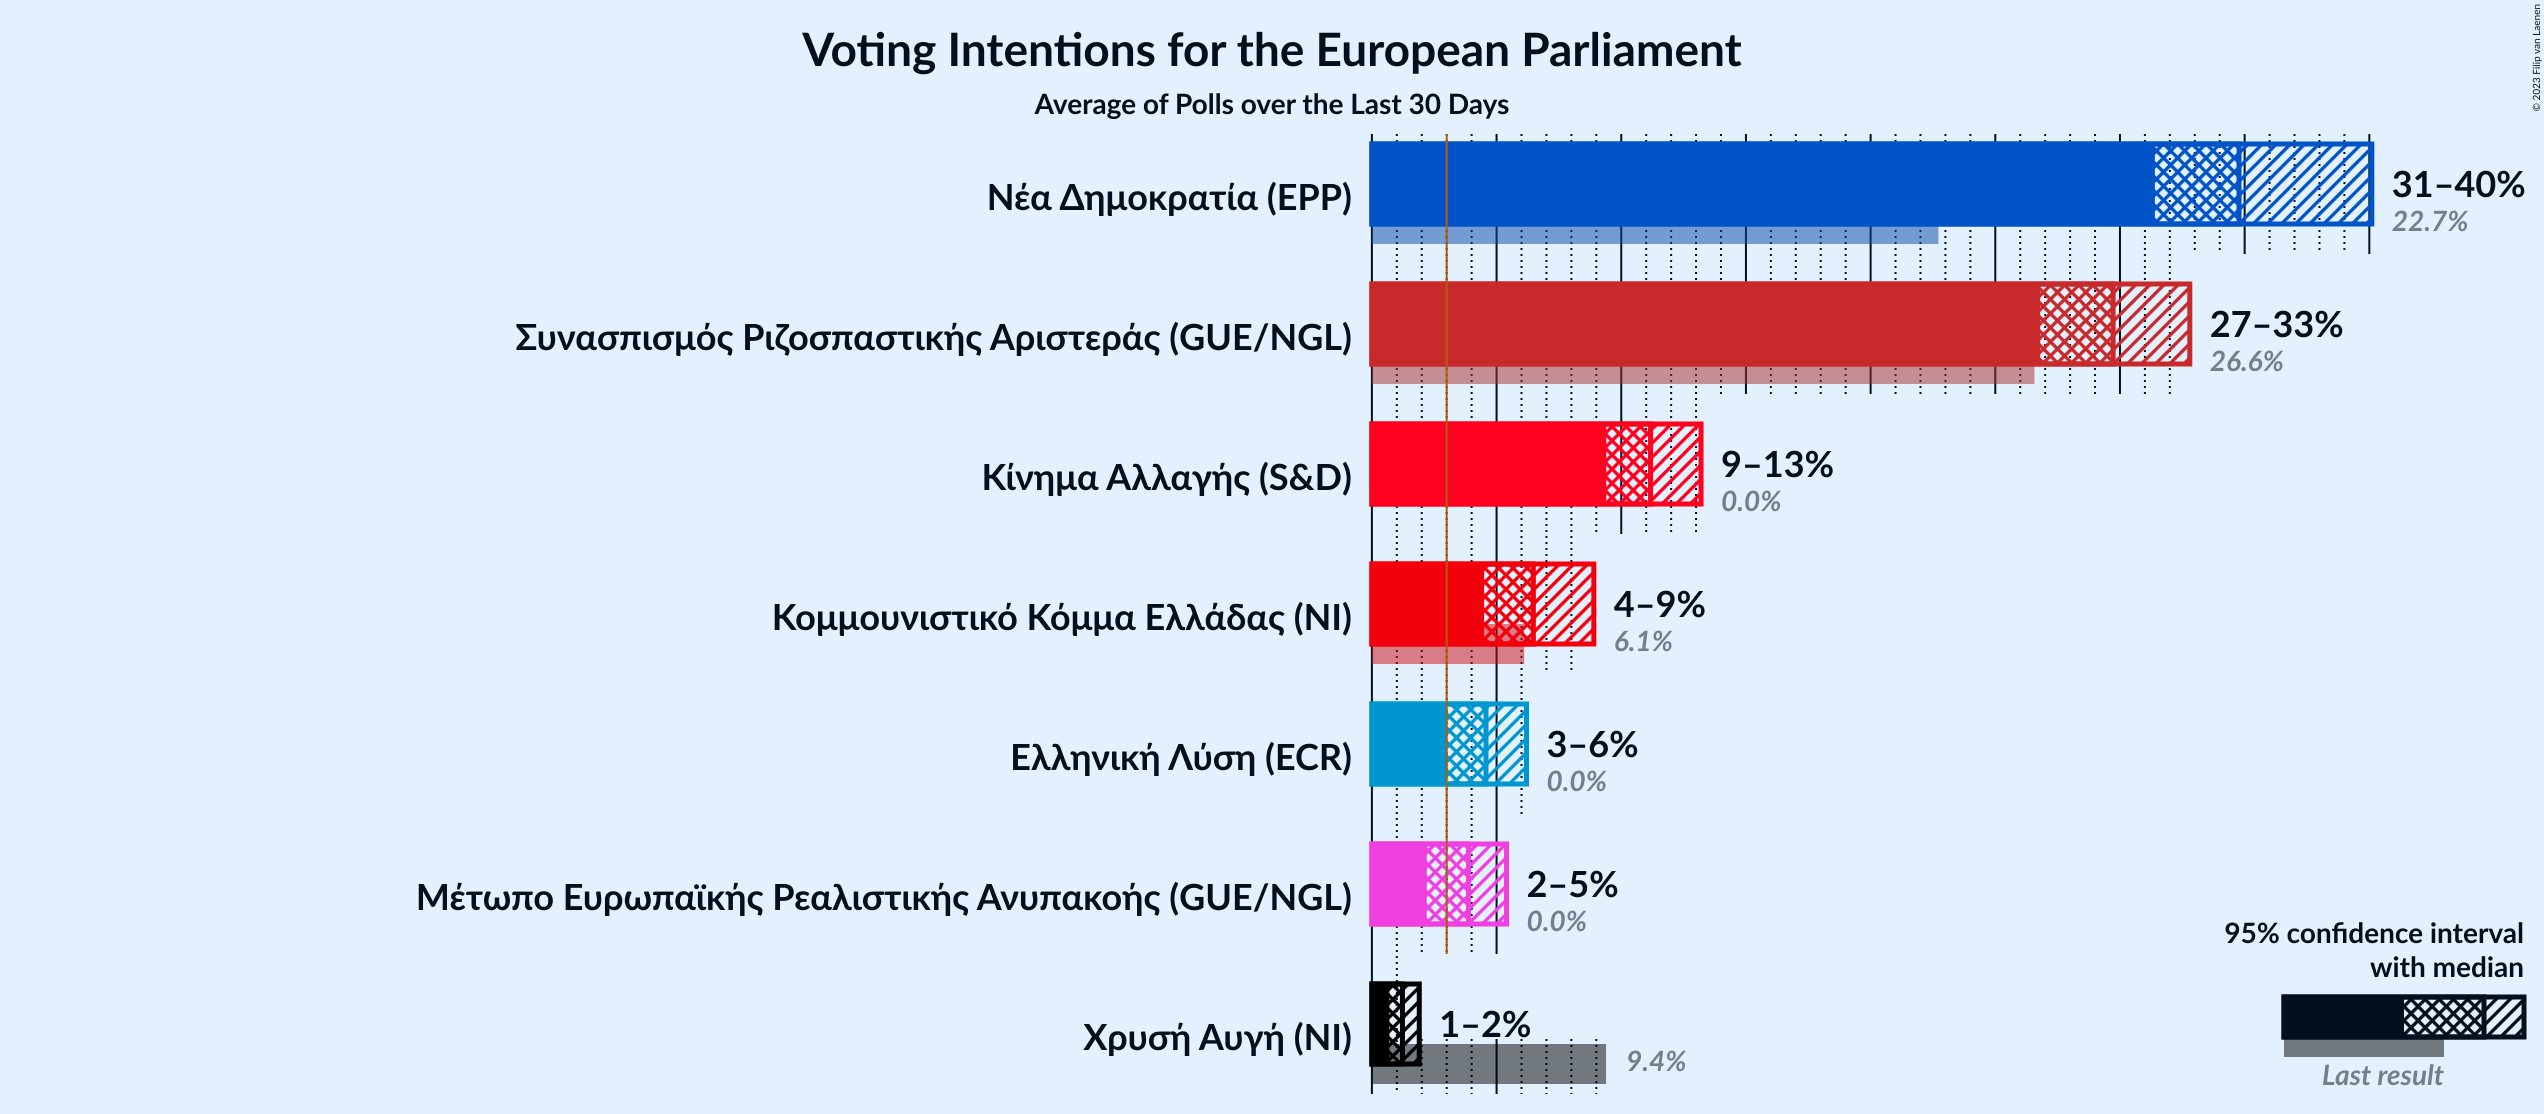 Voting Intentions for the European Parliament
Average of Polls over the Last 30 Days
© 2023 Filip van Laenen
Νέα Δημοκρατία (EPP)
31–40%
22.7%
Συνασπισμός Ριζοσπαστικής Αριστεράς (GUE/NGL)
27–33%
26.6%
Κίνημα Αλλαγής (S&D)
9–13%
0.0%
Κομμουνιστικό Κόμμα Ελλάδας (NI)
4–9%
6.1%
Ελληνική Λύση (ECR)
3–6%
0.0%
Μέτωπο Ευρωπαϊκής Ρεαλιστικής Ανυπακοής (GUE/NGL)
2–5%
0.0%
Χρυσή Αυγή (NI)
1–2%
9.4%
95% confidence interval
with median
Last result